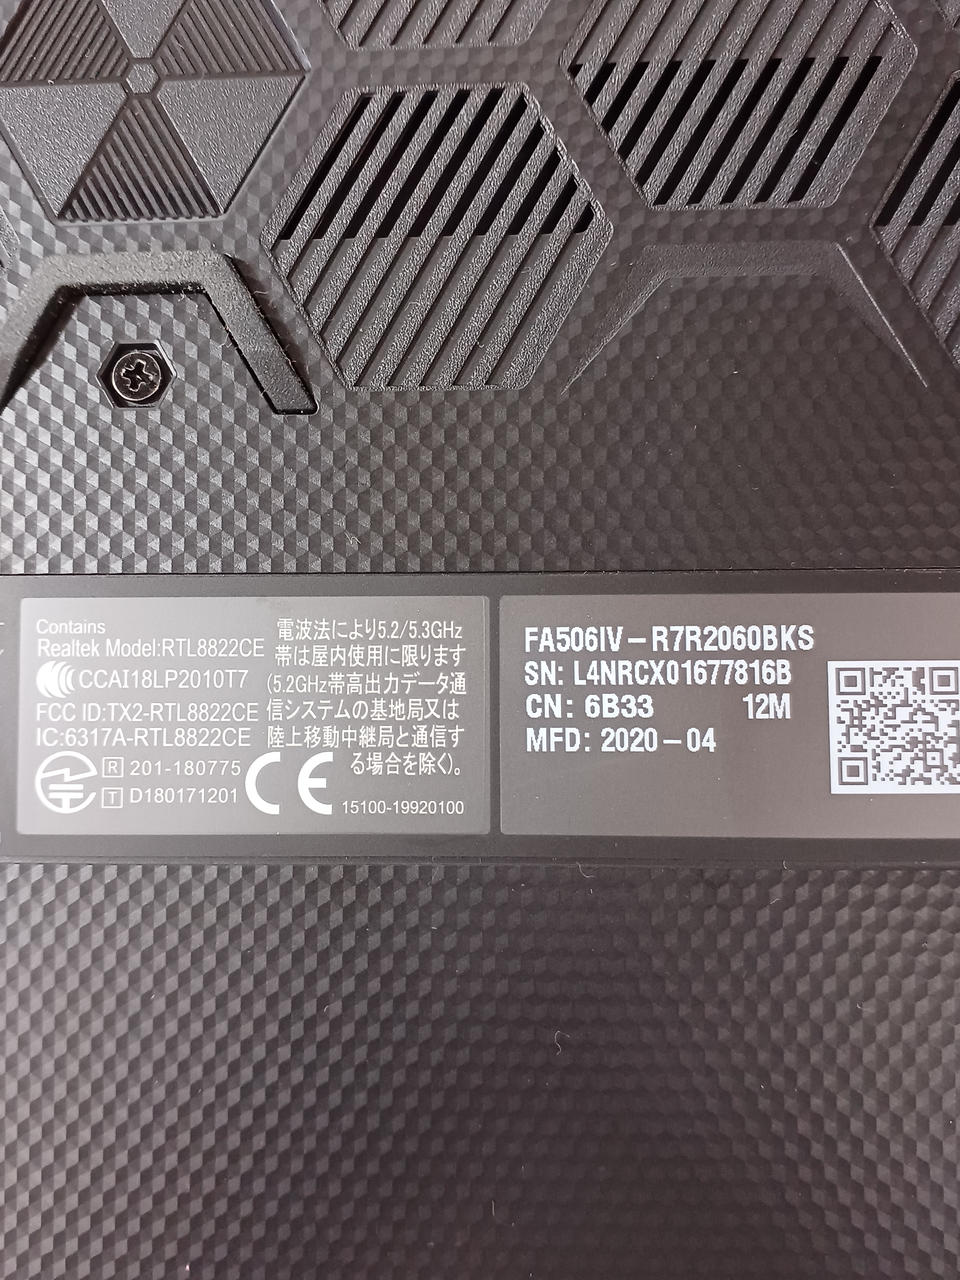 Contains
Realtek Model:RTL8822CE
CCAI18LP2010T7
FCC ID:TX2-RTL8822CE
IC:6317A-RTL8822CE
R 201-180775
T D180171201
電波法により5.2/5.3GHz
帯は屋内使用に限ります
(5.2GHz帯高出力データ通
信システムの基地局又は
陸上移動中継局と通信す
る場合を除く)。
CE
15100-19920100
FA506IV-R7R2060BKS
SN: L4NRCX01677816B
CN: 6B33 12M
MFD: 2020-04